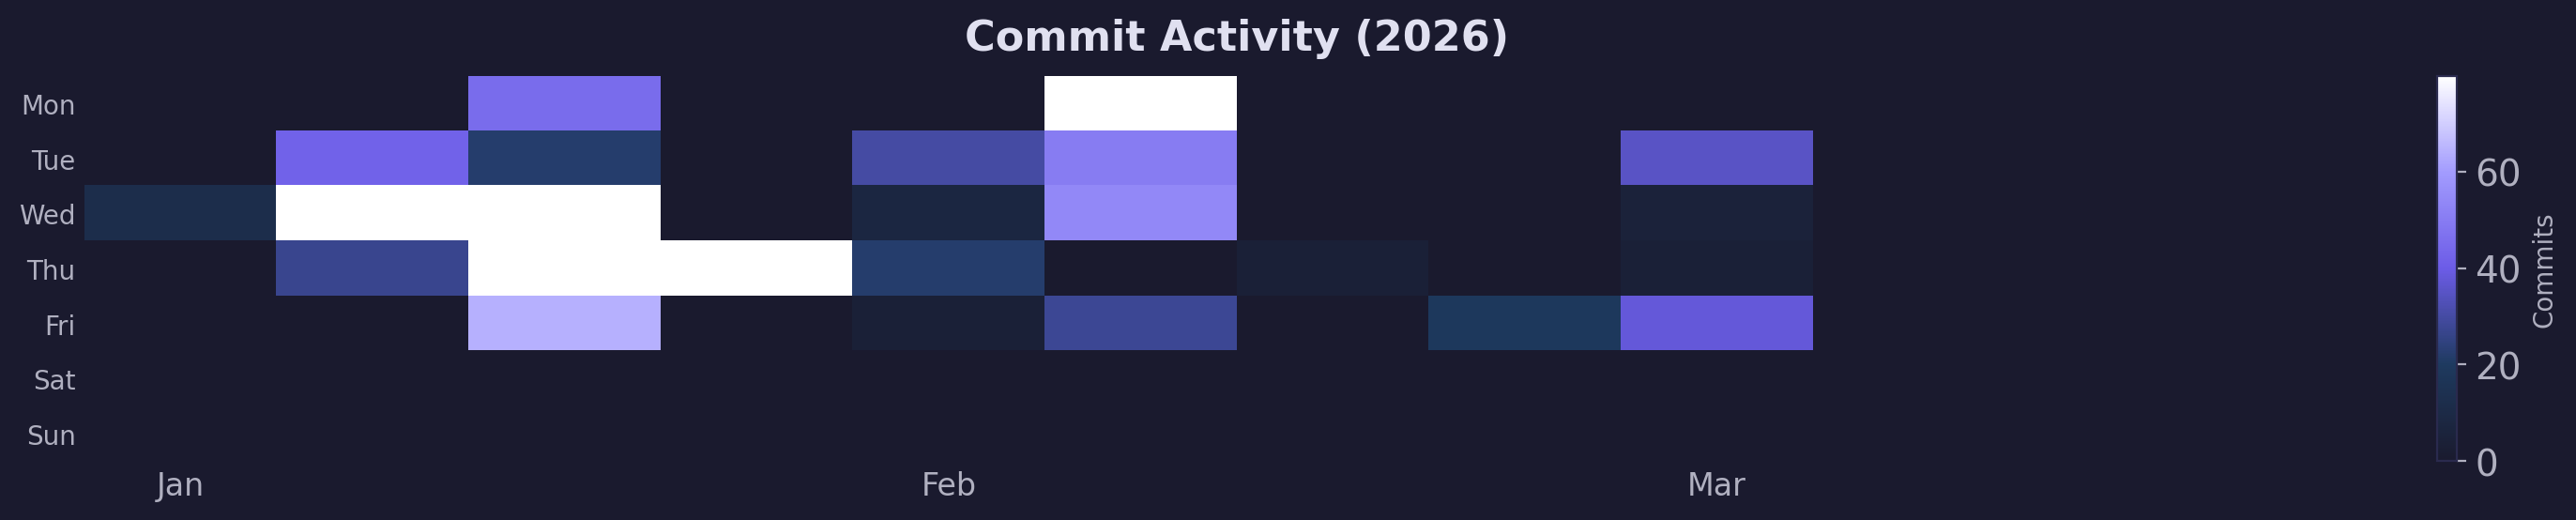 Commit Activity (2026)
Mon
Tue
Wed
Thu
Fri
Sat
Sun
Jan
Feb
Mar
60
40
20
0
Commits